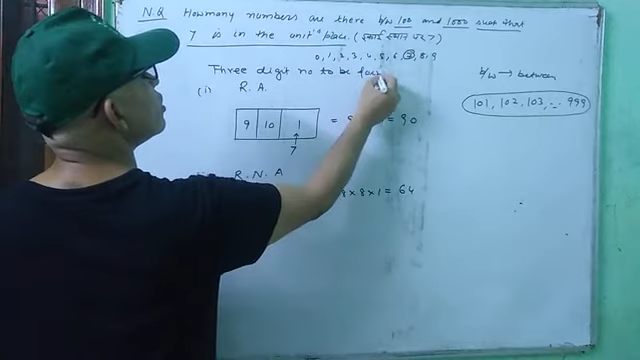 N.Q Howmany numbers are there b/w 100 and 1000 such that
7 is in the unit's place. (इकाई स्थान पर 7)
0, 1, 2, 3, 4, 5, 6, 7, 8, 9
Three digit no to be
b/w → between
(i) R.A.
101, 102, 103, ... 999
9 10 1 = = 90
7
R.N.A
8×8×1 = 64